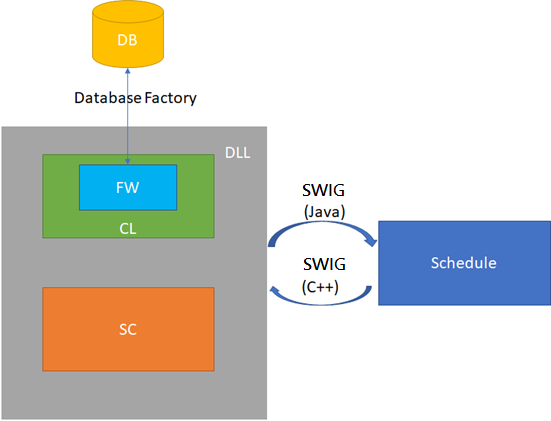 DB
Database Factory
DLL
FW
CL
SWIG
(Java)
SWIG
(C++)
Schedule
SC